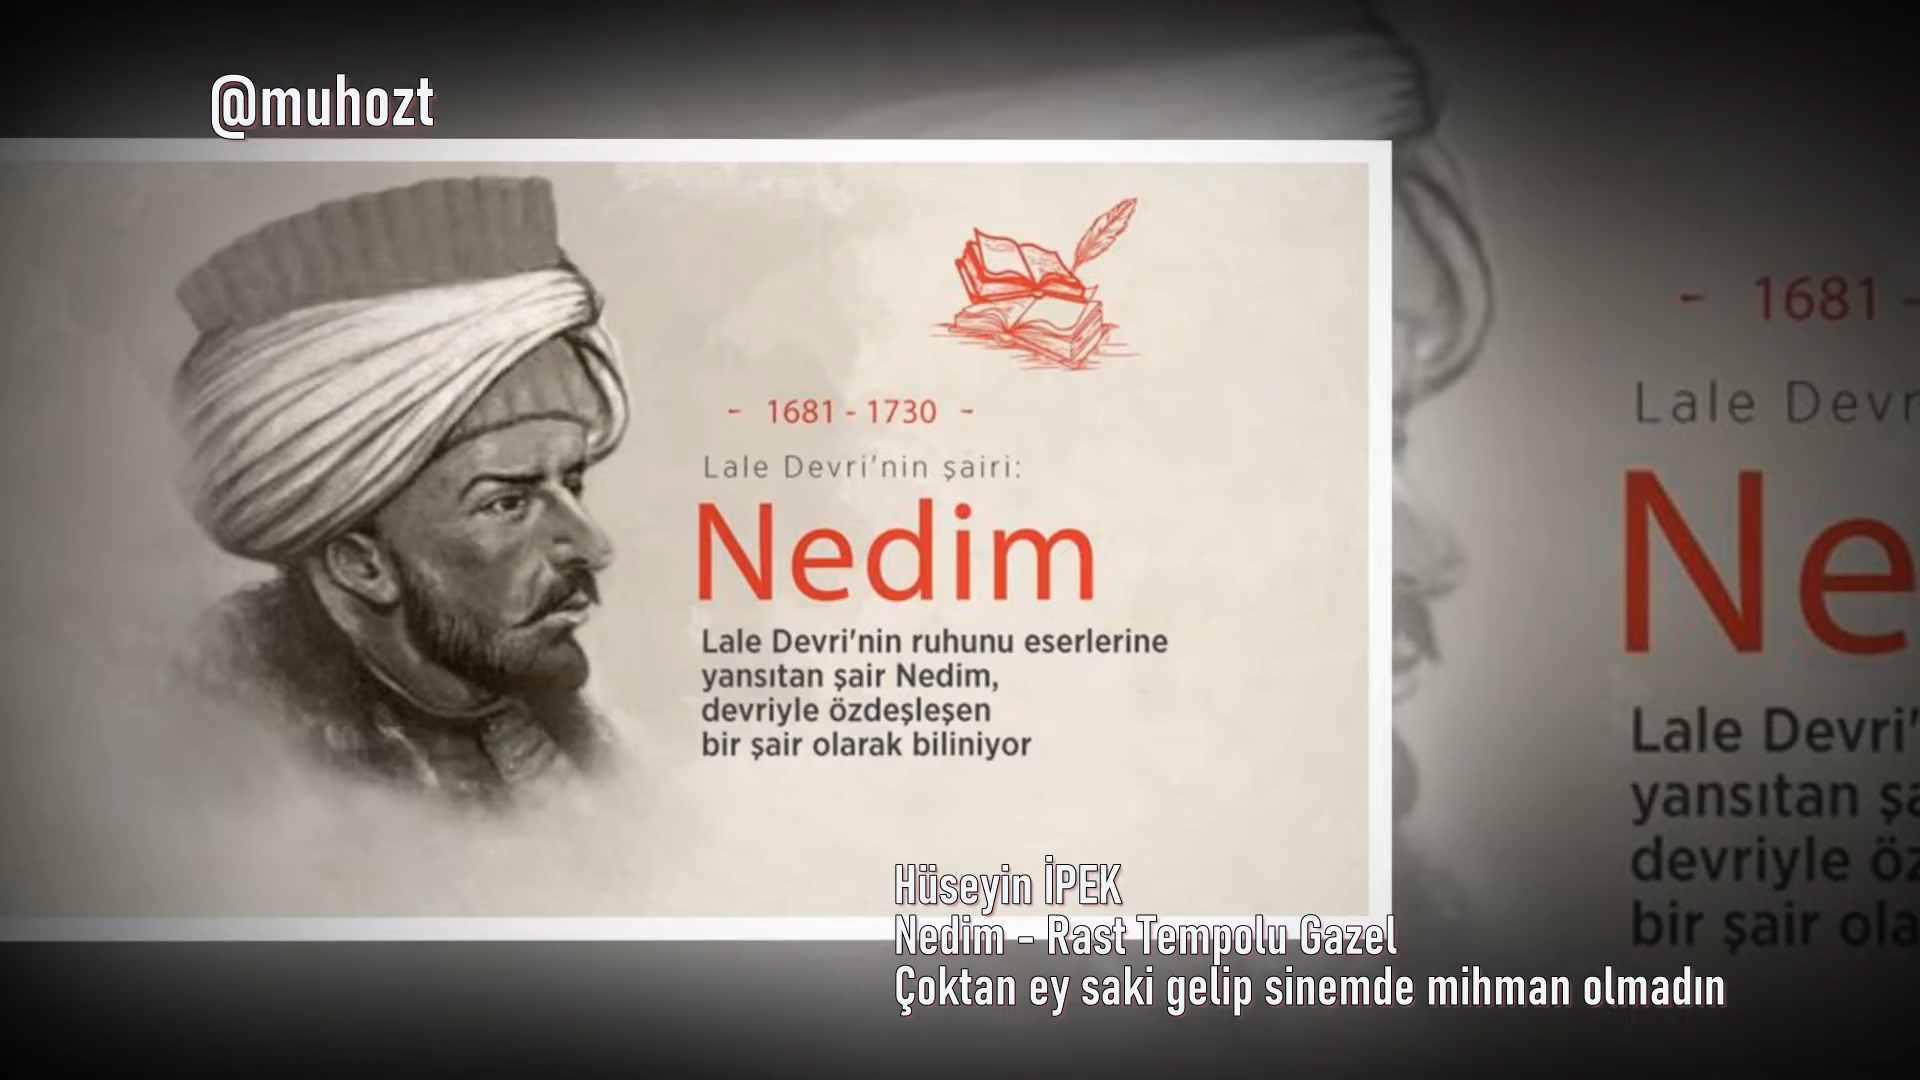 @muhozt
- 1681 - 1730 -
Lale Devri'nin şairi:
Nedim
Lale Devri'nin ruhunu eserlerine
yansıtan şair Nedim,
devriyle özdeşleşen
bir şair olarak biliniyor
- 1681 -
Lale Devr
Ne
Lale Devri'
yansıtan şa
devriyle öz
bir şair ola
Hüseyin İPEK
Nedim - Rast Tempolu Gazel
Çoktan ey saki gelip sinemde mihman olmadın